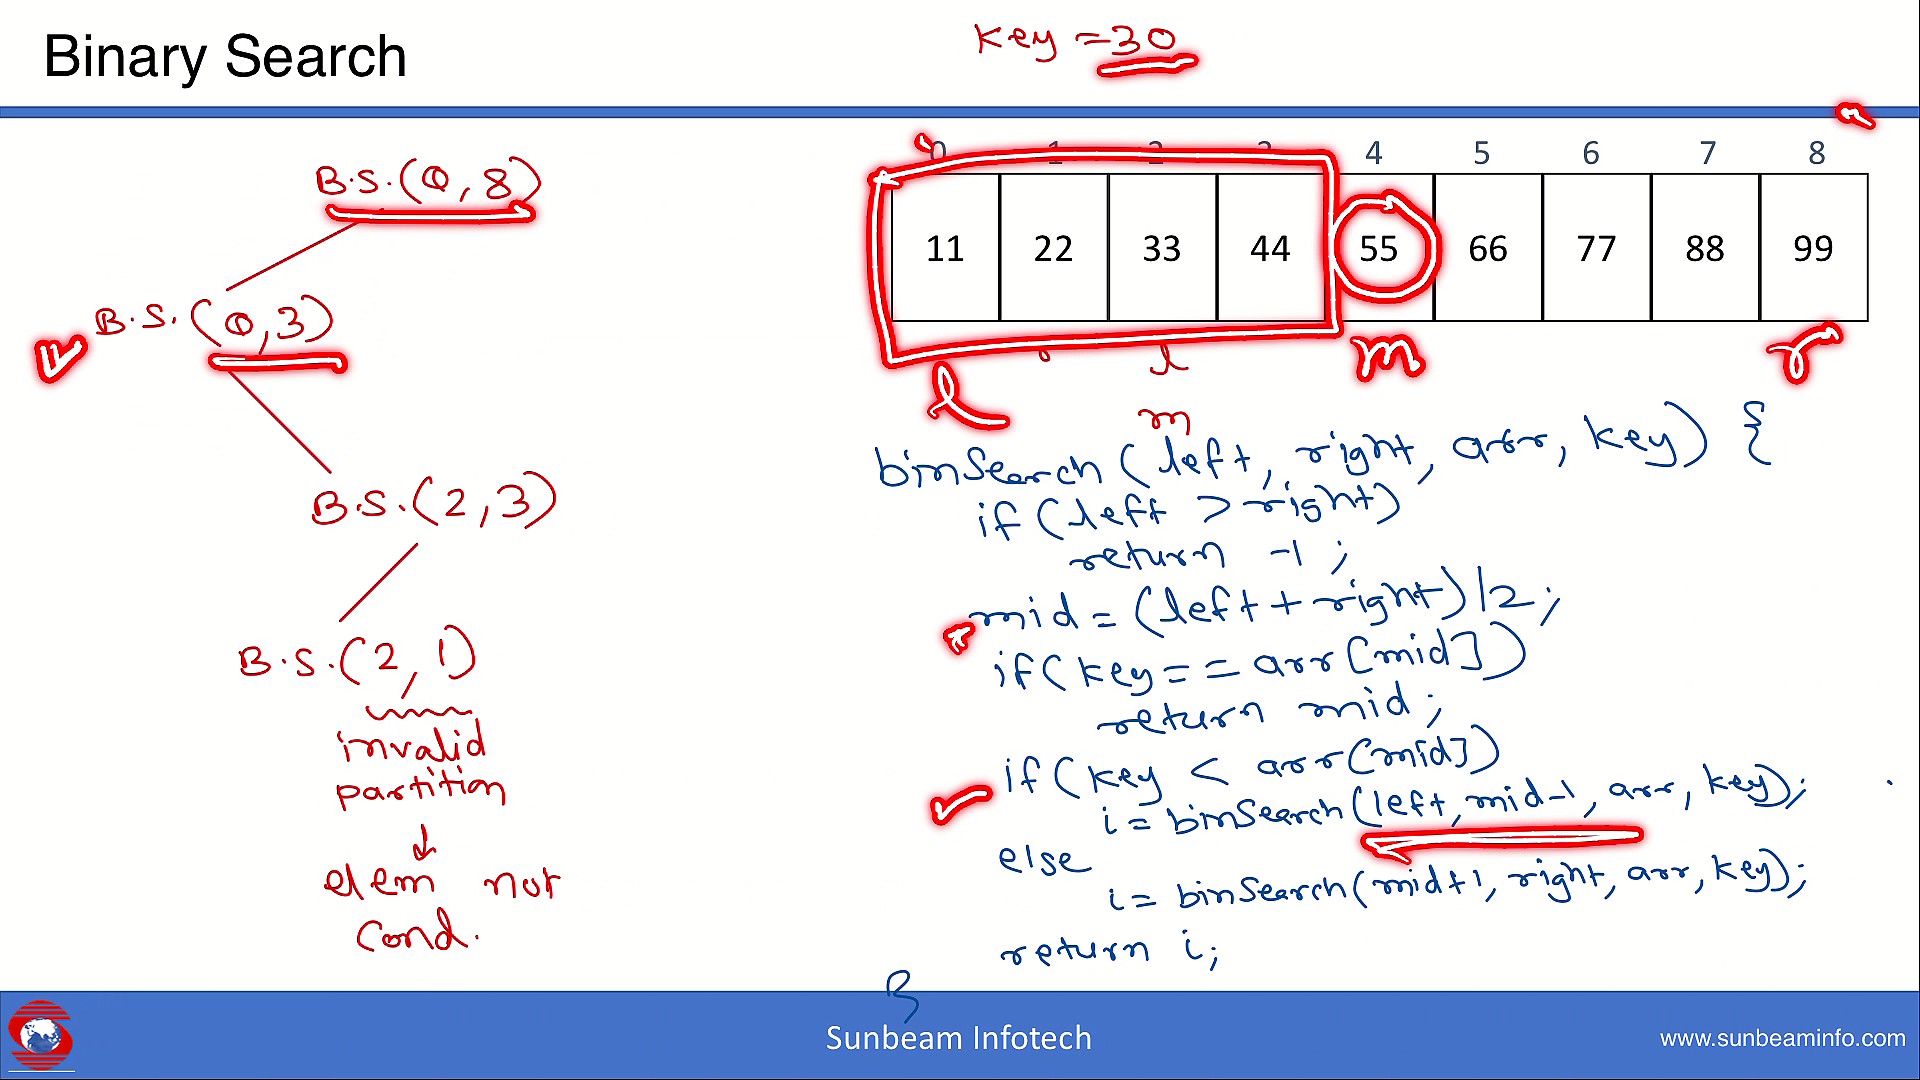 Binary Search
key = 30
B.S.(0,8)
B.S.(0,3)
B.S.(2,3)
B.S.(2,1)
invalid
partition
elem not
cond.
0 1 2 3 4 5 6 7 8
11 22 33 44 55 66 77 88 99
l m r
m
binSearch(left, right, arr, key) {
if(left > right)
return -1;
mid = (left+right)/2;
if(key == arr[mid])
return mid;
if(key < arr[mid])
i = binSearch(left, mid-1, arr, key);
else
i = binSearch(mid+1, right, arr, key);
return i;
}
Sunbeam Infotech
www.sunbeaminfo.com